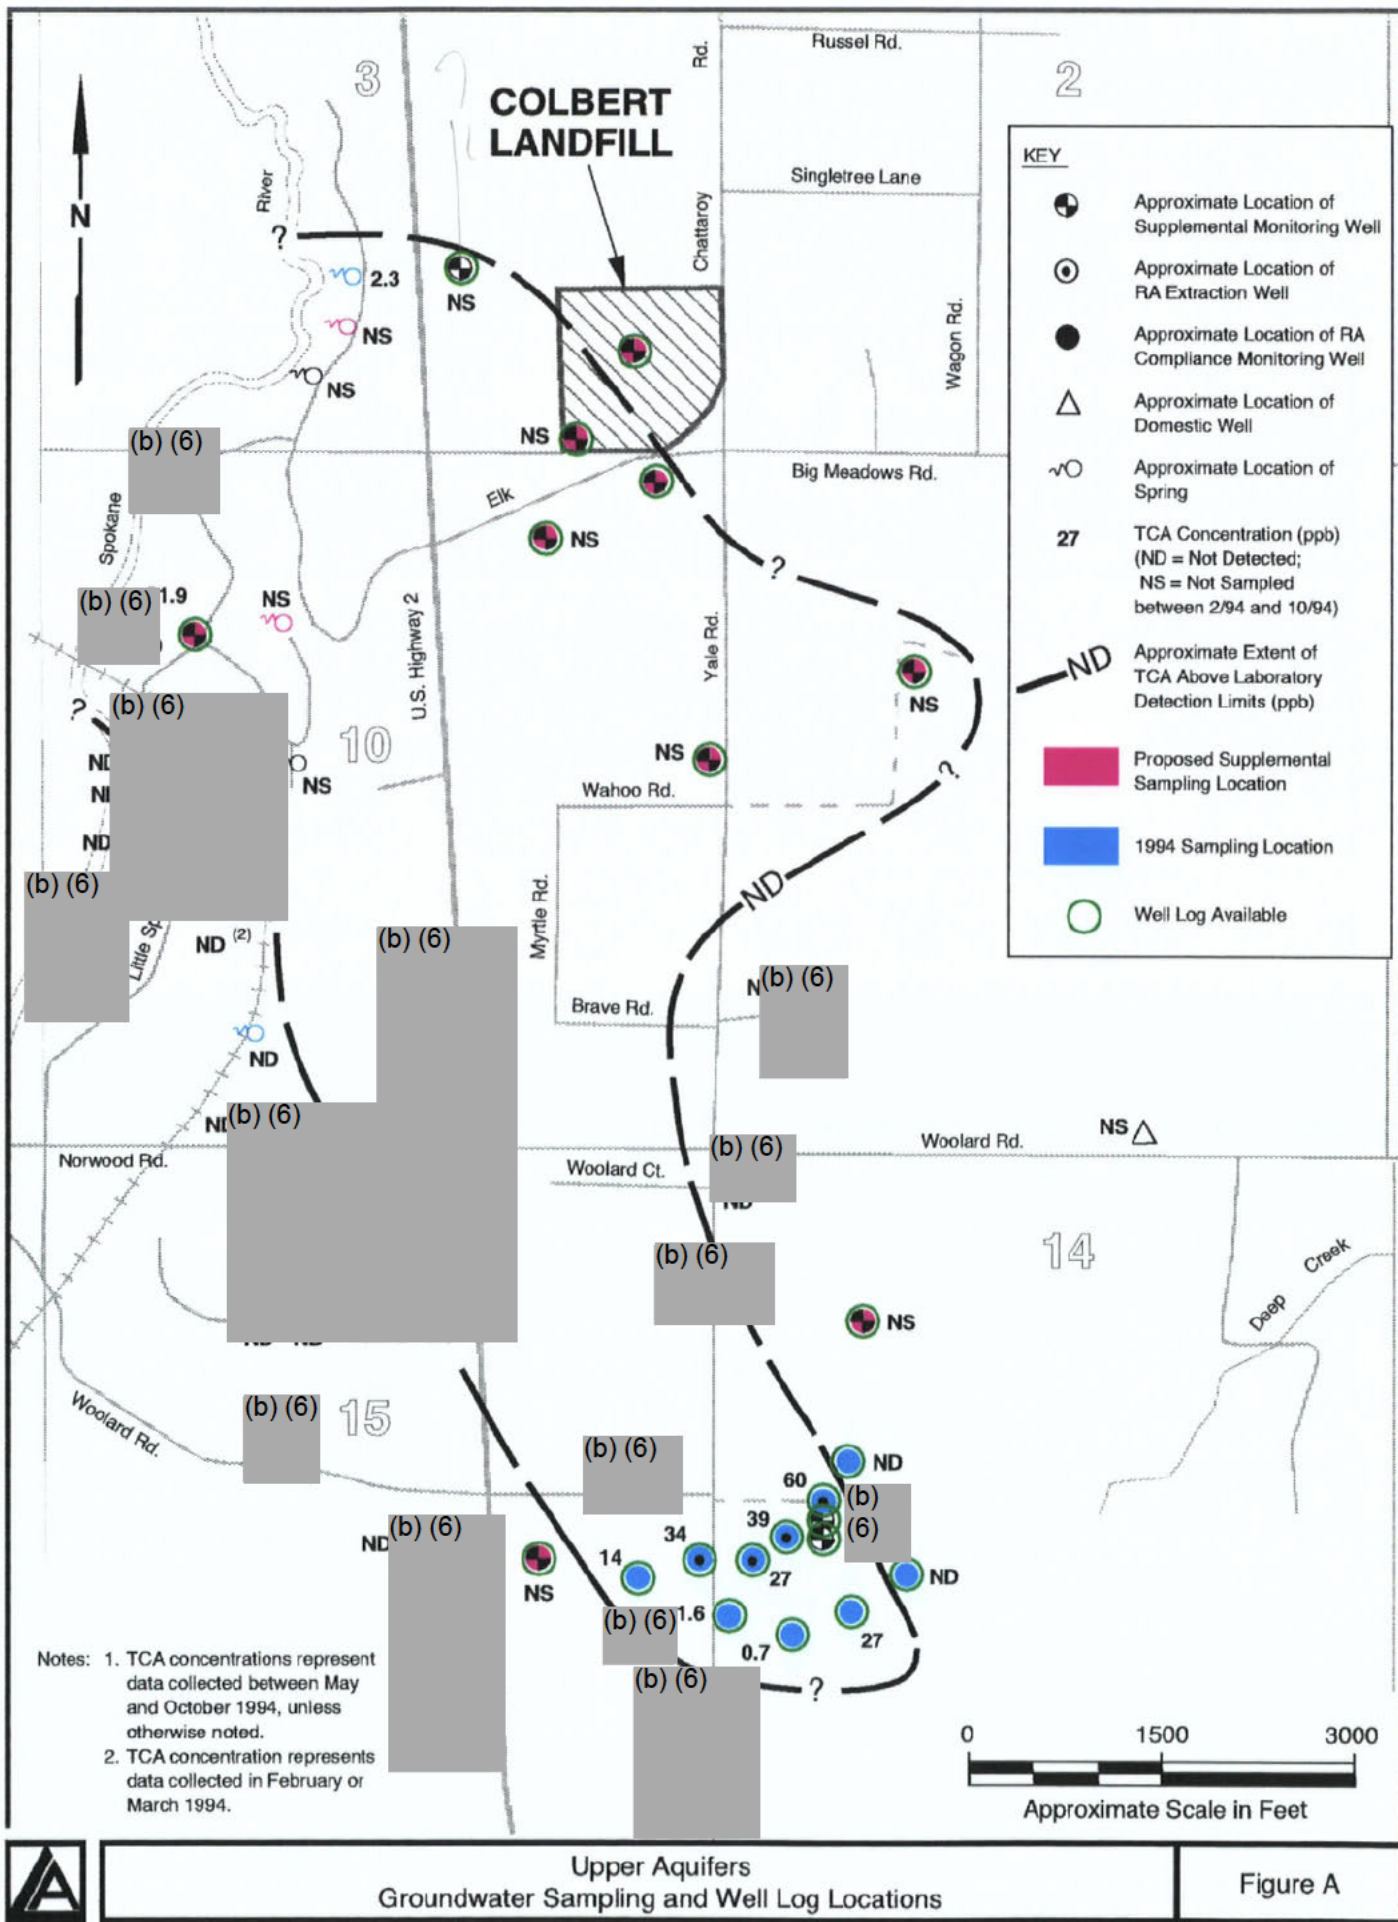 Russel Rd.
Rd.
3
2
COLBERT
LANDFILL
KEY
Singletree Lane
River
Chattaroy
N
?
2.3
NS
NS
NS
Wagon Rd.
Approximate Location of
Supplemental Monitoring Well
Approximate Location of
RA Extraction Well
Approximate Location of RA
Compliance Monitoring Well
Approximate Location of
Domestic Well
Approximate Location of
Spring
27
TCA Concentration (ppb)
(ND = Not Detected;
NS = Not Sampled
between 2/94 and 10/94)
ND
Approximate Extent of
TCA Above Laboratory
Detection Limits (ppb)
Proposed Supplemental
Sampling Location
1994 Sampling Location
Well Log Available
(b) (6)
NS
Big Meadows Rd.
Elk
Spokane
NS
?
(b) (6)
1.9
NS
U.S. Highway 2
Yale Rd.
NS
?
(b) (6)
10
NS
NS
?
Wahoo Rd.
ND
ND
(b) (6)
Myrtle Rd.
Little Sp
ND (2)
(b) (6)
(b) (6)
Brave Rd.
ND
(b) (6)
NS
Norwood Rd.
Woolard Rd.
Woolard Ct.
(b) (6)
ND
(b) (6)
14
Creek
Deep
NS
ND ND
Woolard Rd.
(b) (6)
15
(b) (6)
ND
60
(b)
(6)
39
34
(b) (6)
14
27
ND
NS
(b) (6)
1.6
0.7
27
(b) (6)
?
Notes: 1. TCA concentrations represent
data collected between May
and October 1994, unless
otherwise noted.
2. TCA concentration represents
data collected in February or
March 1994.
0 1500 3000
Approximate Scale in Feet
Upper Aquifers
Groundwater Sampling and Well Log Locations
Figure A